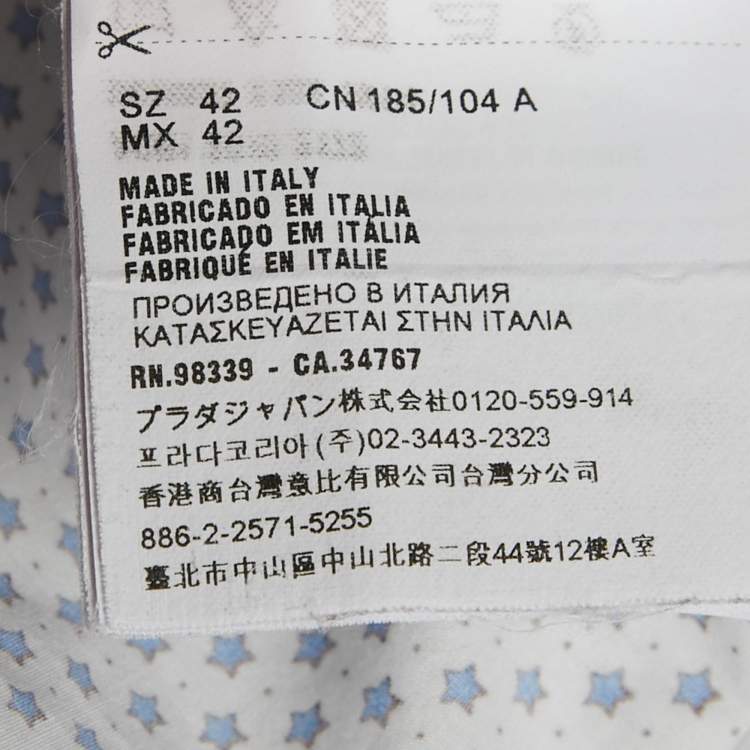 SZ 42 CN 185/104 A
MX 42
MADE IN ITALY
FABRICADO EN ITALIA
FABRICADO EM ITÁLIA
FABRIQUÉ EN ITALIE
ПРОИЗВЕДЕНО В ИТАЛИЯ
ΚΑΤΑΣΚΕΥΑΖΕΤΑΙ ΣΤΗΝ ΙΤΑΛΙΑ
RN.98339 - CA.34767
プラダジャパン株式会社0120-559-914
프라다코리아(주)02-3443-2323
香港商台灣意比有限公司台灣分公司
886-2-2571-5255
臺北市中山區中山北路二段44號12樓A室